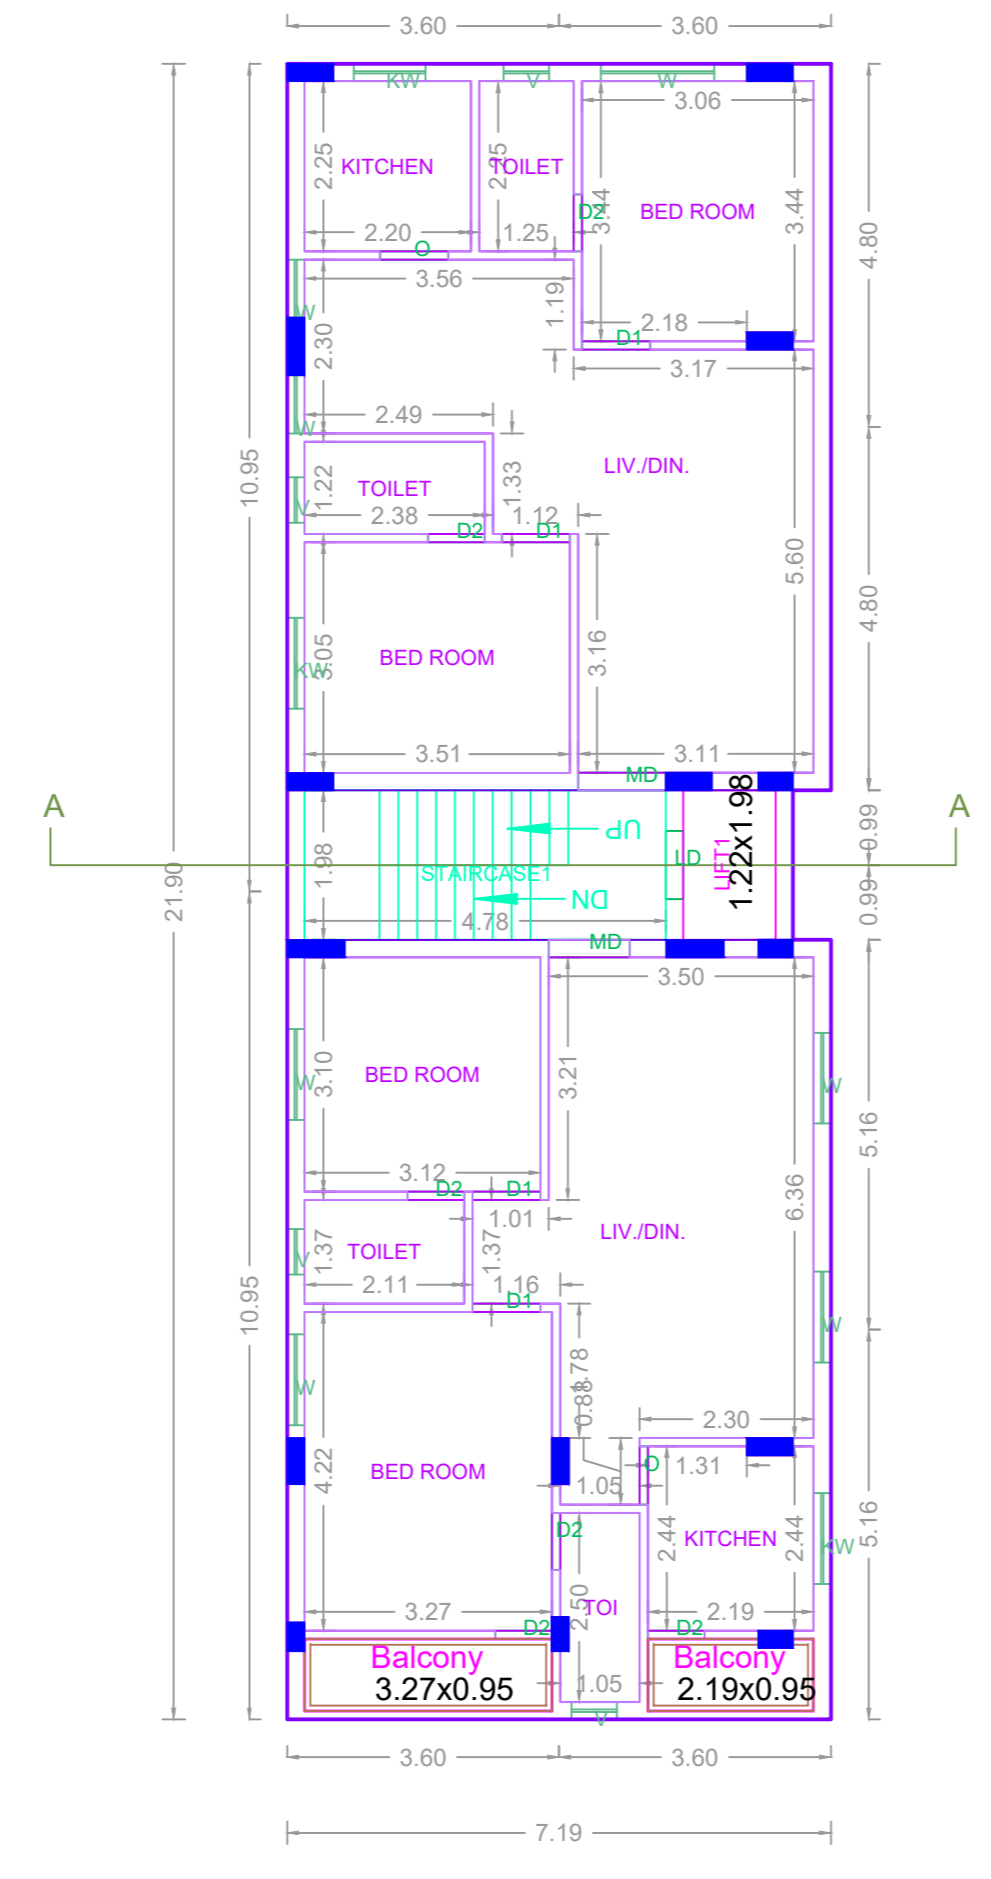 3.60
3.60
KW
V
W
3.06
2.25
KITCHEN
2.25
TOILET
D2
3.44
BED ROOM
3.44
4.80
2.20
O
1.25
3.56
1.19
W
2.30
2.18
D1
3.17
W
2.49
10.95
LIV./DIN.
1.22
V
TOILET
1.33
2.38
1.12
D2
D1
5.60
4.80
KW
3.05
BED ROOM
3.16
3.51
3.11
MD
A
A
UP
1.98
STAIRCASE1
LD
LIFT1
1.22x1.98
0.99
0.99
21.90
DN
4.78
MD
3.50
W
3.10
BED ROOM
3.21
W
5.16
3.12
D2
D1
6.36
1.01
V
1.37
TOILET
1.37
LIV./DIN.
2.11
1.16
D1
10.95
W
W
1.78
0.88
2.30
4.22
BED ROOM
1.05
O
1.31
D2
2.44
KITCHEN
2.44
KW
5.16
3.27
2.50
TOI
2.19
D2
D2
Balcony
3.27x0.95
1.05
Balcony
2.19x0.95
V
3.60
3.60
7.19